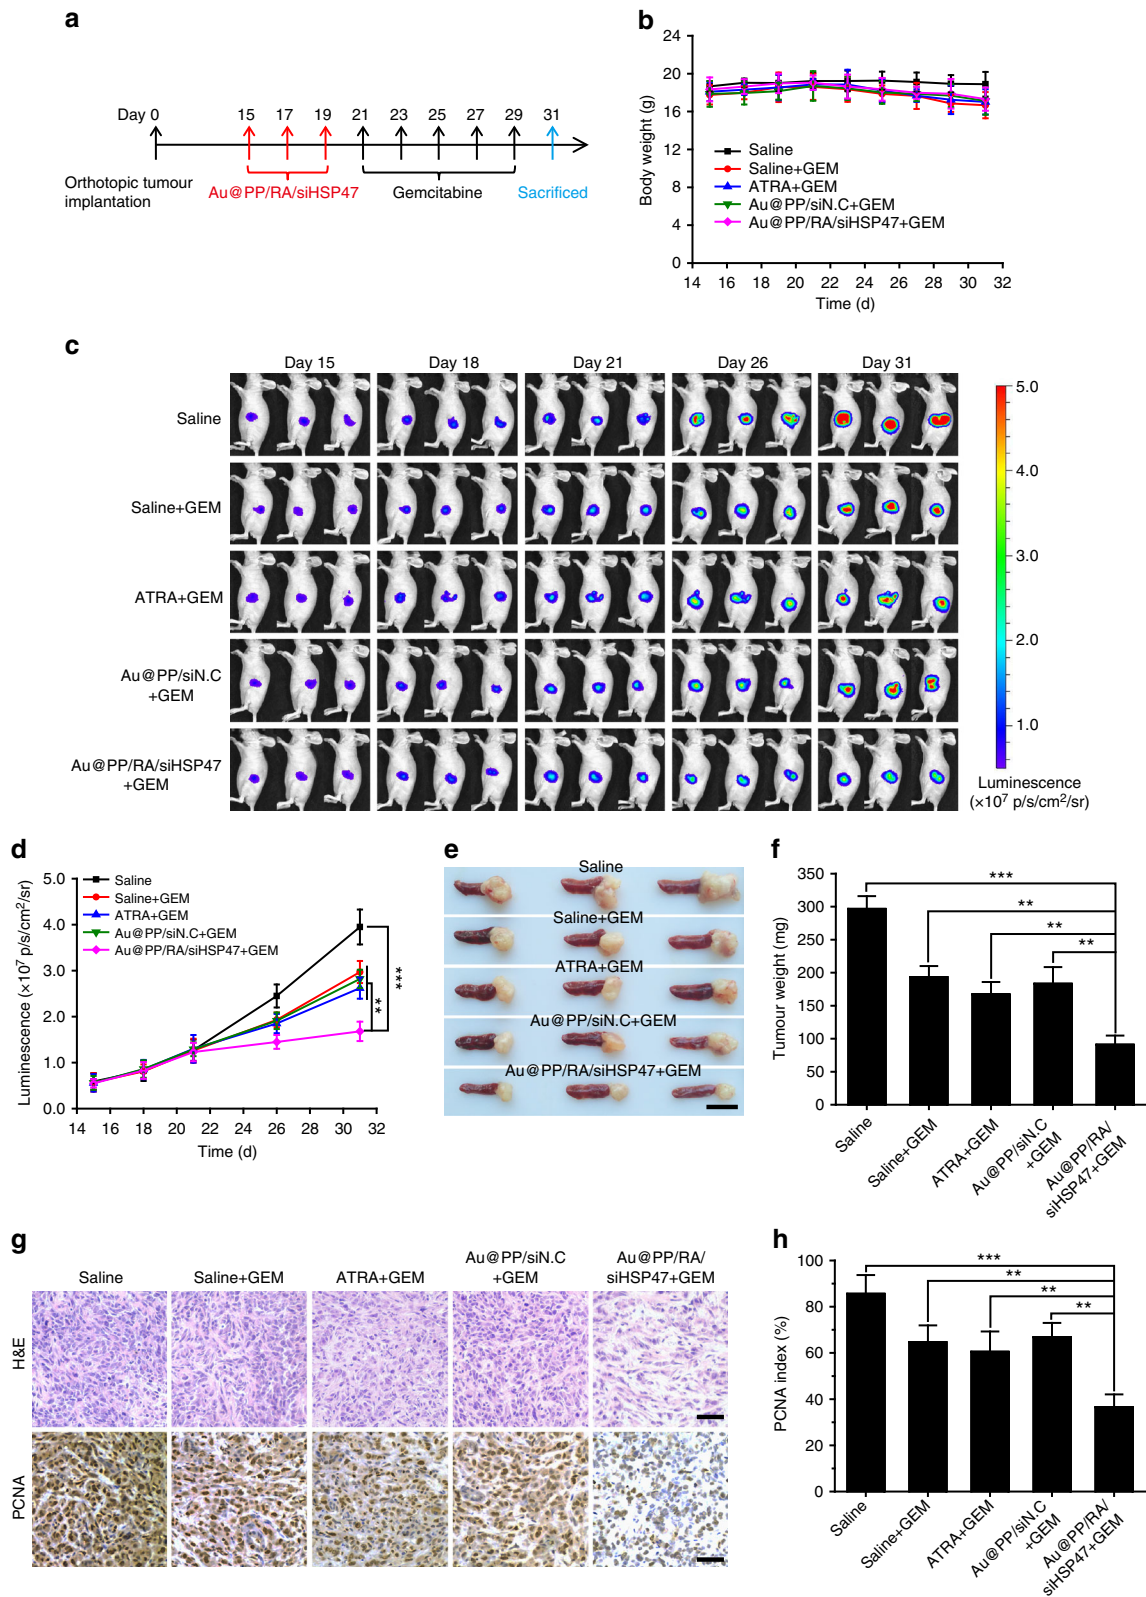 a
Day 0
15
17
19
21
23
25
27
29
31
Orthotopic tumour
implantation
Au@PP/RA/siHSP47
Gemcitabine
Sacrificed
b
24
20
16
12
8
4
0
Body weight (g)
Saline
Saline+GEM
ATRA+GEM
Au@PP/siN.C+GEM
Au@PP/RA/siHSP47+GEM
14 16 18 20 22 24 26 28 30 32
Time (d)
c
Day 15
Day 18
Day 21
Day 26
Day 31
Saline
Saline+GEM
ATRA+GEM
Au@PP/siN.C
+GEM
Au@PP/RA/siHSP47
+GEM
5.0
4.0
3.0
2.0
1.0
Luminescence
(×10⁷ p/s/cm²/sr)
d
5.0
4.0
3.0
2.0
1.0
0.0
Luminescence (×10⁷ p/s/cm²/sr)
Saline
Saline+GEM
ATRA+GEM
Au@PP/siN.C+GEM
Au@PP/RA/siHSP47+GEM
**
***
14 16 18 20 22 24 26 28 30 32
Time (d)
e
Saline
Saline+GEM
ATRA+GEM
Au@PP/siN.C+GEM
Au@PP/RA/siHSP47+GEM
f
350
300
250
200
150
100
50
0
Tumour weight (mg)
***
**
**
**
Saline
Saline+GEM
ATRA+GEM
Au@PP/siN.C
+GEM
Au@PP/RA/
siHSP47+GEM
g
Saline
Saline+GEM
ATRA+GEM
Au@PP/siN.C
+GEM
Au@PP/RA/
siHSP47+GEM
H&E
PCNA
h
100
80
60
40
20
0
PCNA index (%)
***
**
**
**
Saline
Saline+GEM
ATRA+GEM
Au@PP/siN.C
+GEM
Au@PP/RA/
siHSP47+GEM